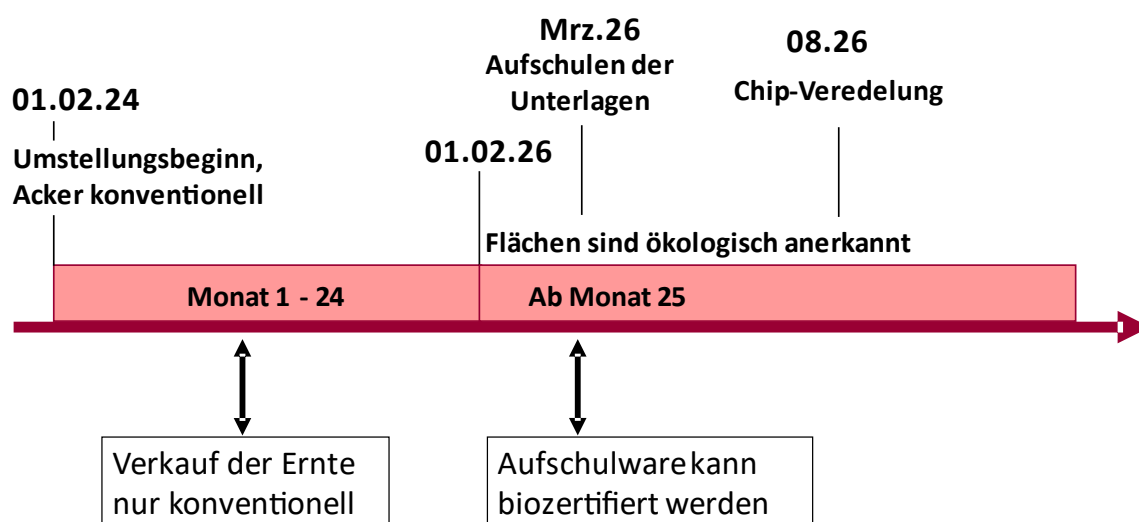 01.02.24
Umstellungsbeginn,
Acker konventionell
01.02.26
Mrz.26
Aufschulen der
Unterlagen
08.26
Chip-Veredelung
Flächen sind ökologisch anerkannt
Monat 1 - 24
Ab Monat 25
Verkauf der Ernte
nur konventionell
Aufschulware kann
biozertifiert werden